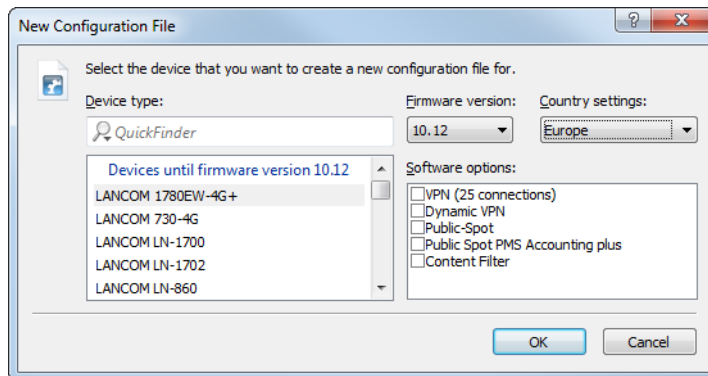 New Configuration File
Select the device that you want to create a new configuration file for.
Device type:
QuickFinder
Devices until firmware version 10.12
LANCOM 1780EW-4G+
LANCOM 730-4G
LANCOM LN-1700
LANCOM LN-1702
LANCOM LN-860
Firmware version:
10.12
Country settings:
Europe
Software options:
VPN (25 connections)
Dynamic VPN
Public-Spot
Public Spot PMS Accounting plus
Content Filter
OK
Cancel